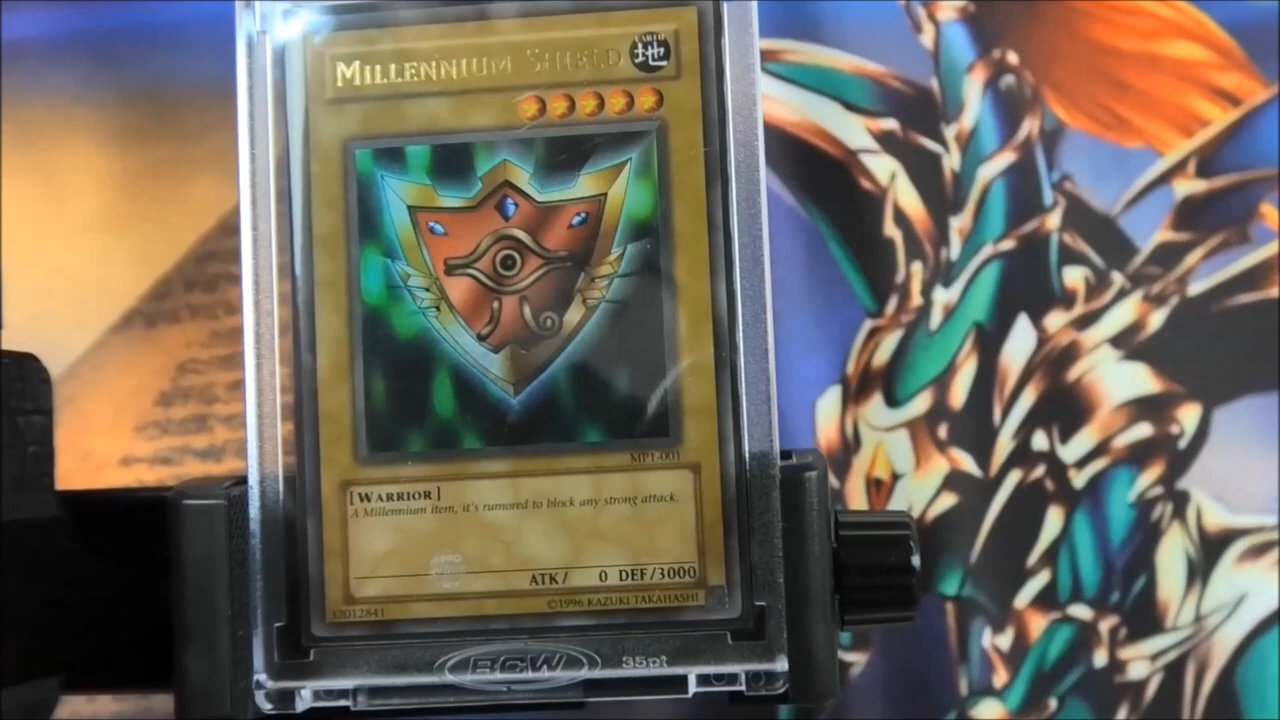 MILLENNIUM SHIELD
EARTH
地
MP1-001
[WARRIOR]
A Millennium item, it's rumored to block any strong attack.
ATK/ 0 DEF/3000
32012841
©1996 KAZUKI TAKAHASHI
BCW 35pt